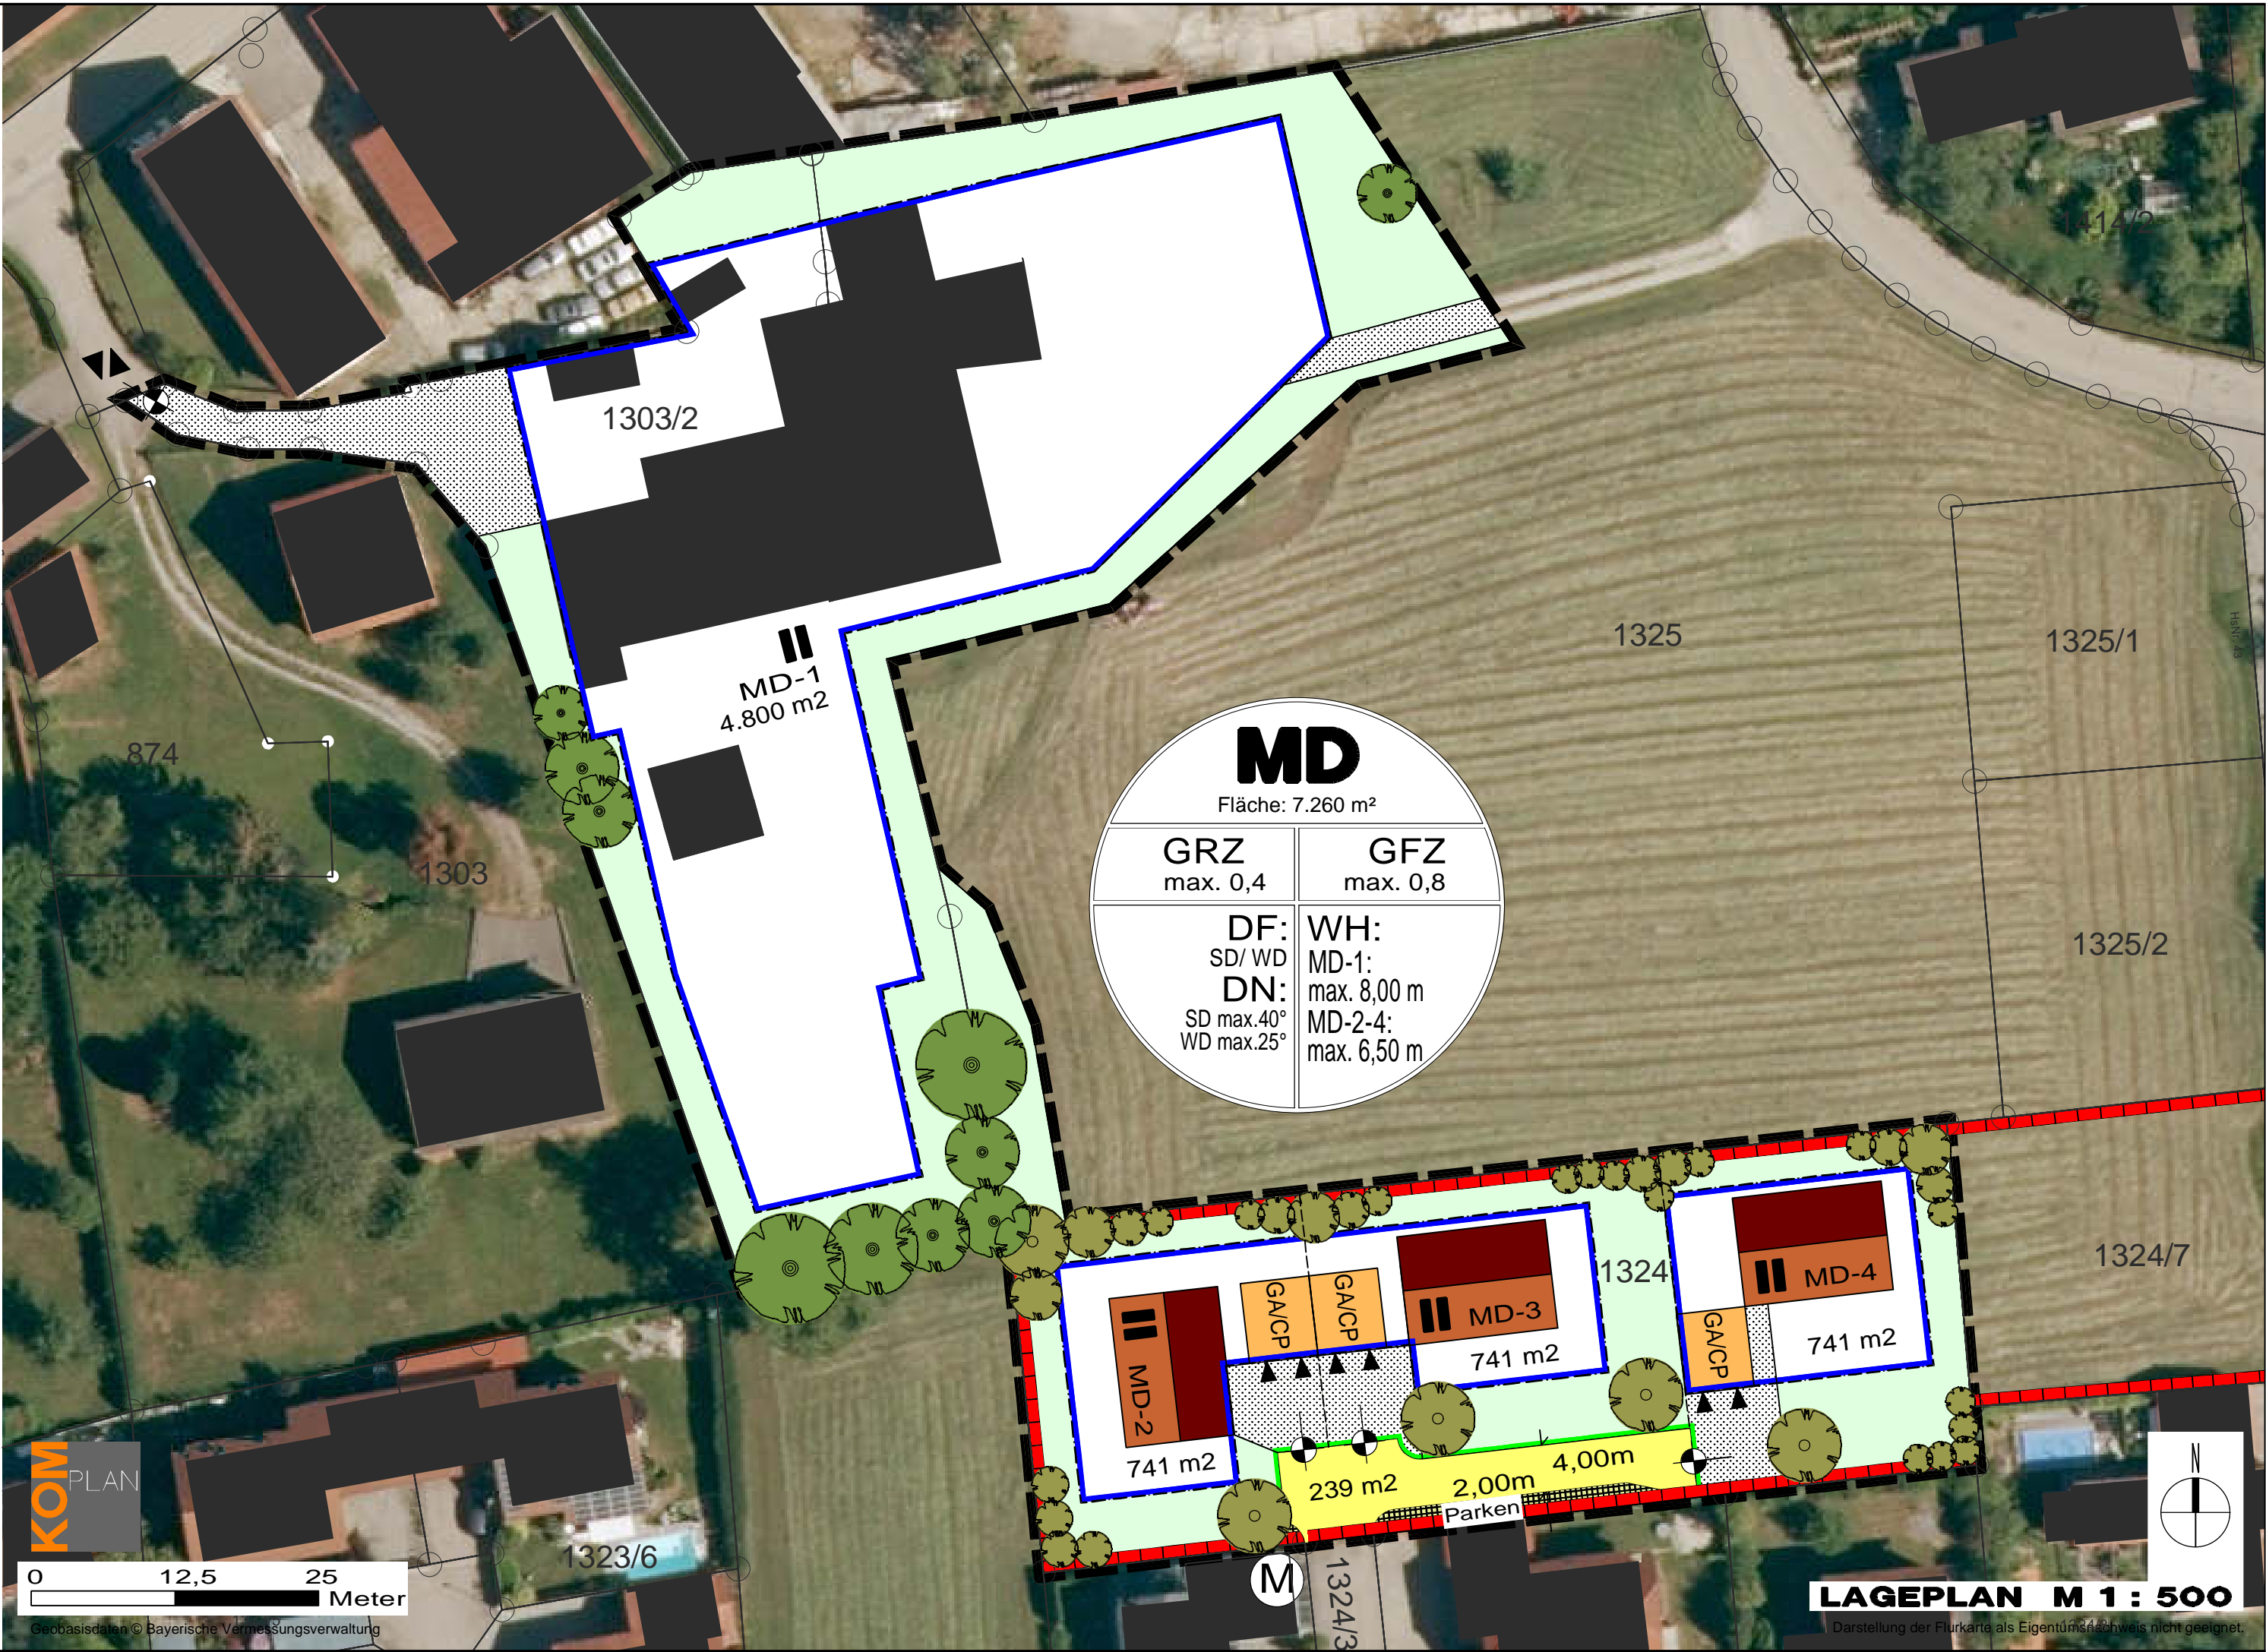 1414/2
1303/2
1325
1325/1
HsNr. 43
MD-1
4.800 m2
MD
Fläche: 7.260 m²
GRZ
max. 0,4
GFZ
max. 0,8
DF:
SD/ WD
DN:
SD max.40°
WD max.25°
WH:
MD-1:
max. 8,00 m
MD-2-4:
max. 6,50 m
874
1303
1325/2
1324
1324/7
MD-4
GA/CP
GA/CP
MD-3
GA/CP
741 m2
741 m2
MD-2
741 m2
239 m2
2,00m
4,00m
Parken
M
1324/3
1323/6
KOM
PLAN
0 12,5 25
Meter
Geobasisdaten © Bayerische Vermessungsverwaltung
N
LAGEPLAN M 1 : 500
Darstellung der Flurkarte als Eigentumsnachweis nicht geeignet.